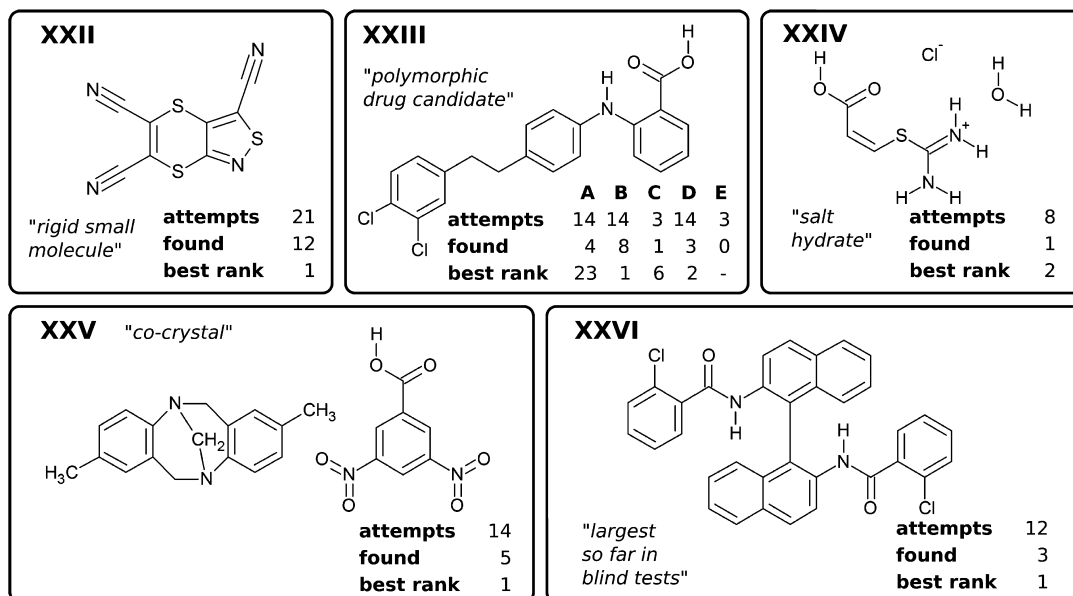 XXII
N
N
S
S
N
S
N
"rigid small
molecule"
attempts 21
found 12
best rank 1
XXIII
"polymorphic
drug candidate"
H
O
O
H
N
Cl
Cl
A B C D E
attempts 14 14 3 14 3
found 4 8 1 3 0
best rank 23 1 6 2 -
XXIV
Cl-
H
O
O
H
O
H
S
H
N+
H
N
H
H
"salt
hydrate"
attempts 8
found 1
best rank 2
XXV
"co-crystal"
H
O
O
N
CH3
CH2
H3C
N
O
N
O
N
O
O
attempts 14
found 5
best rank 1
XXVI
Cl
O
N
H
H
N
O
Cl
"largest
so far in
blind tests"
attempts 12
found 3
best rank 1